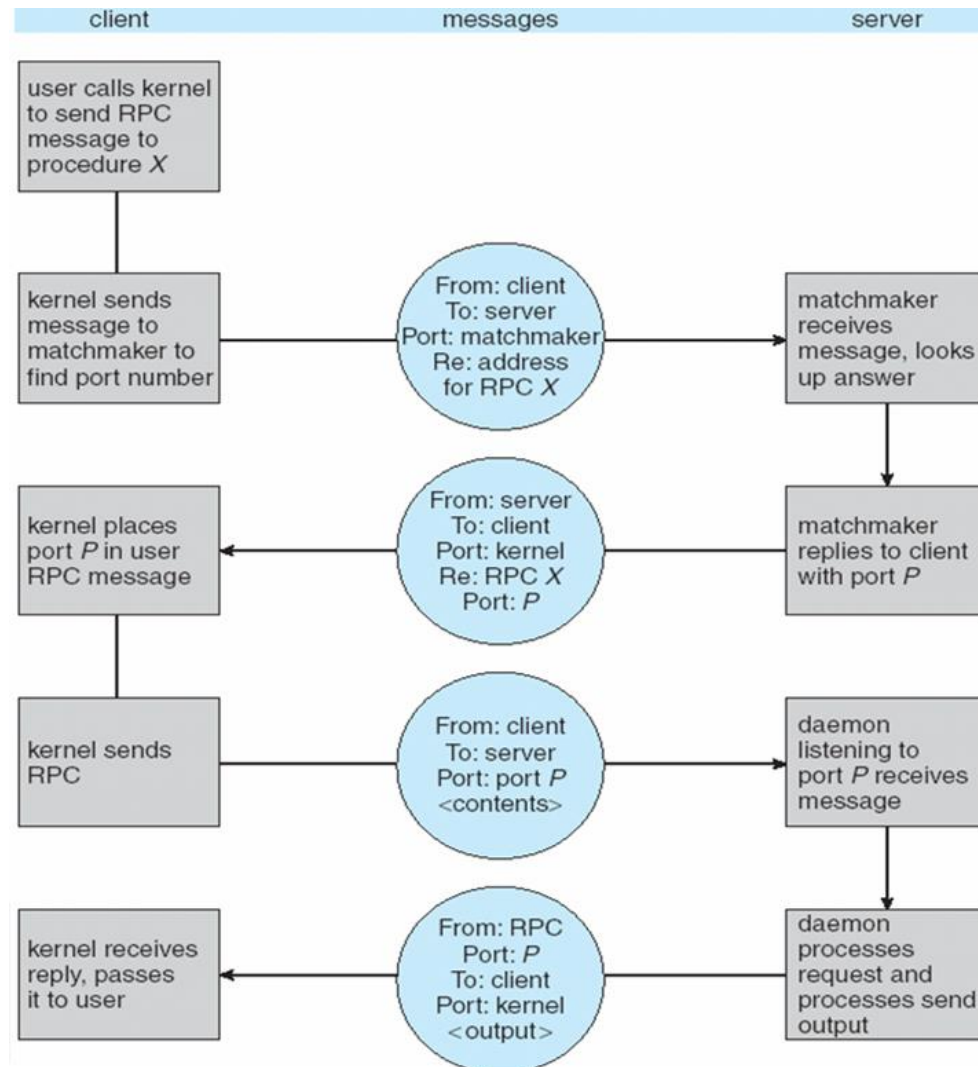 client
messages
server
user calls kernel
to send RPC
message to
procedure X
kernel sends
message to
matchmaker to
find port number
From: client
To: server
Port: matchmaker
Re: address
for RPC X
matchmaker
receives
message, looks
up answer
kernel places
port P in user
RPC message
From: server
To: client
Port: kernel
Re: RPC X
Port: P
matchmaker
replies to client
with port P
kernel sends
RPC
From: client
To: server
Port: port P
<contents>
daemon
listening to
port P receives
message
kernel receives
reply, passes
it to user
From: RPC
Port: P
To: client
Port: kernel
<output>
daemon
processes
request and
processes send
output